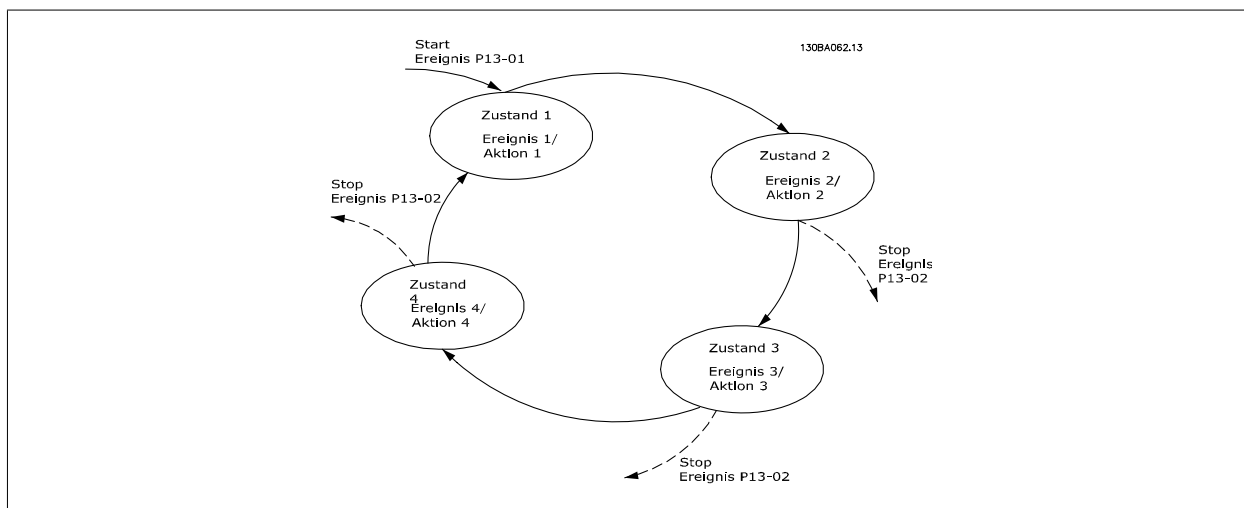 Start
Ereignis P13-01
130BA062.13
Zustand 1
Ereignis 1/
Aktion 1
Zustand 2
Ereignis 2/
Aktion 2
Stop
Ereignis P13-02
Stop
Ereignis
P13-02
Zustand
4
Ereignis 4/
Aktion 4
Zustand 3
Ereignis 3/
Aktion 3
Stop
Ereignis P13-02